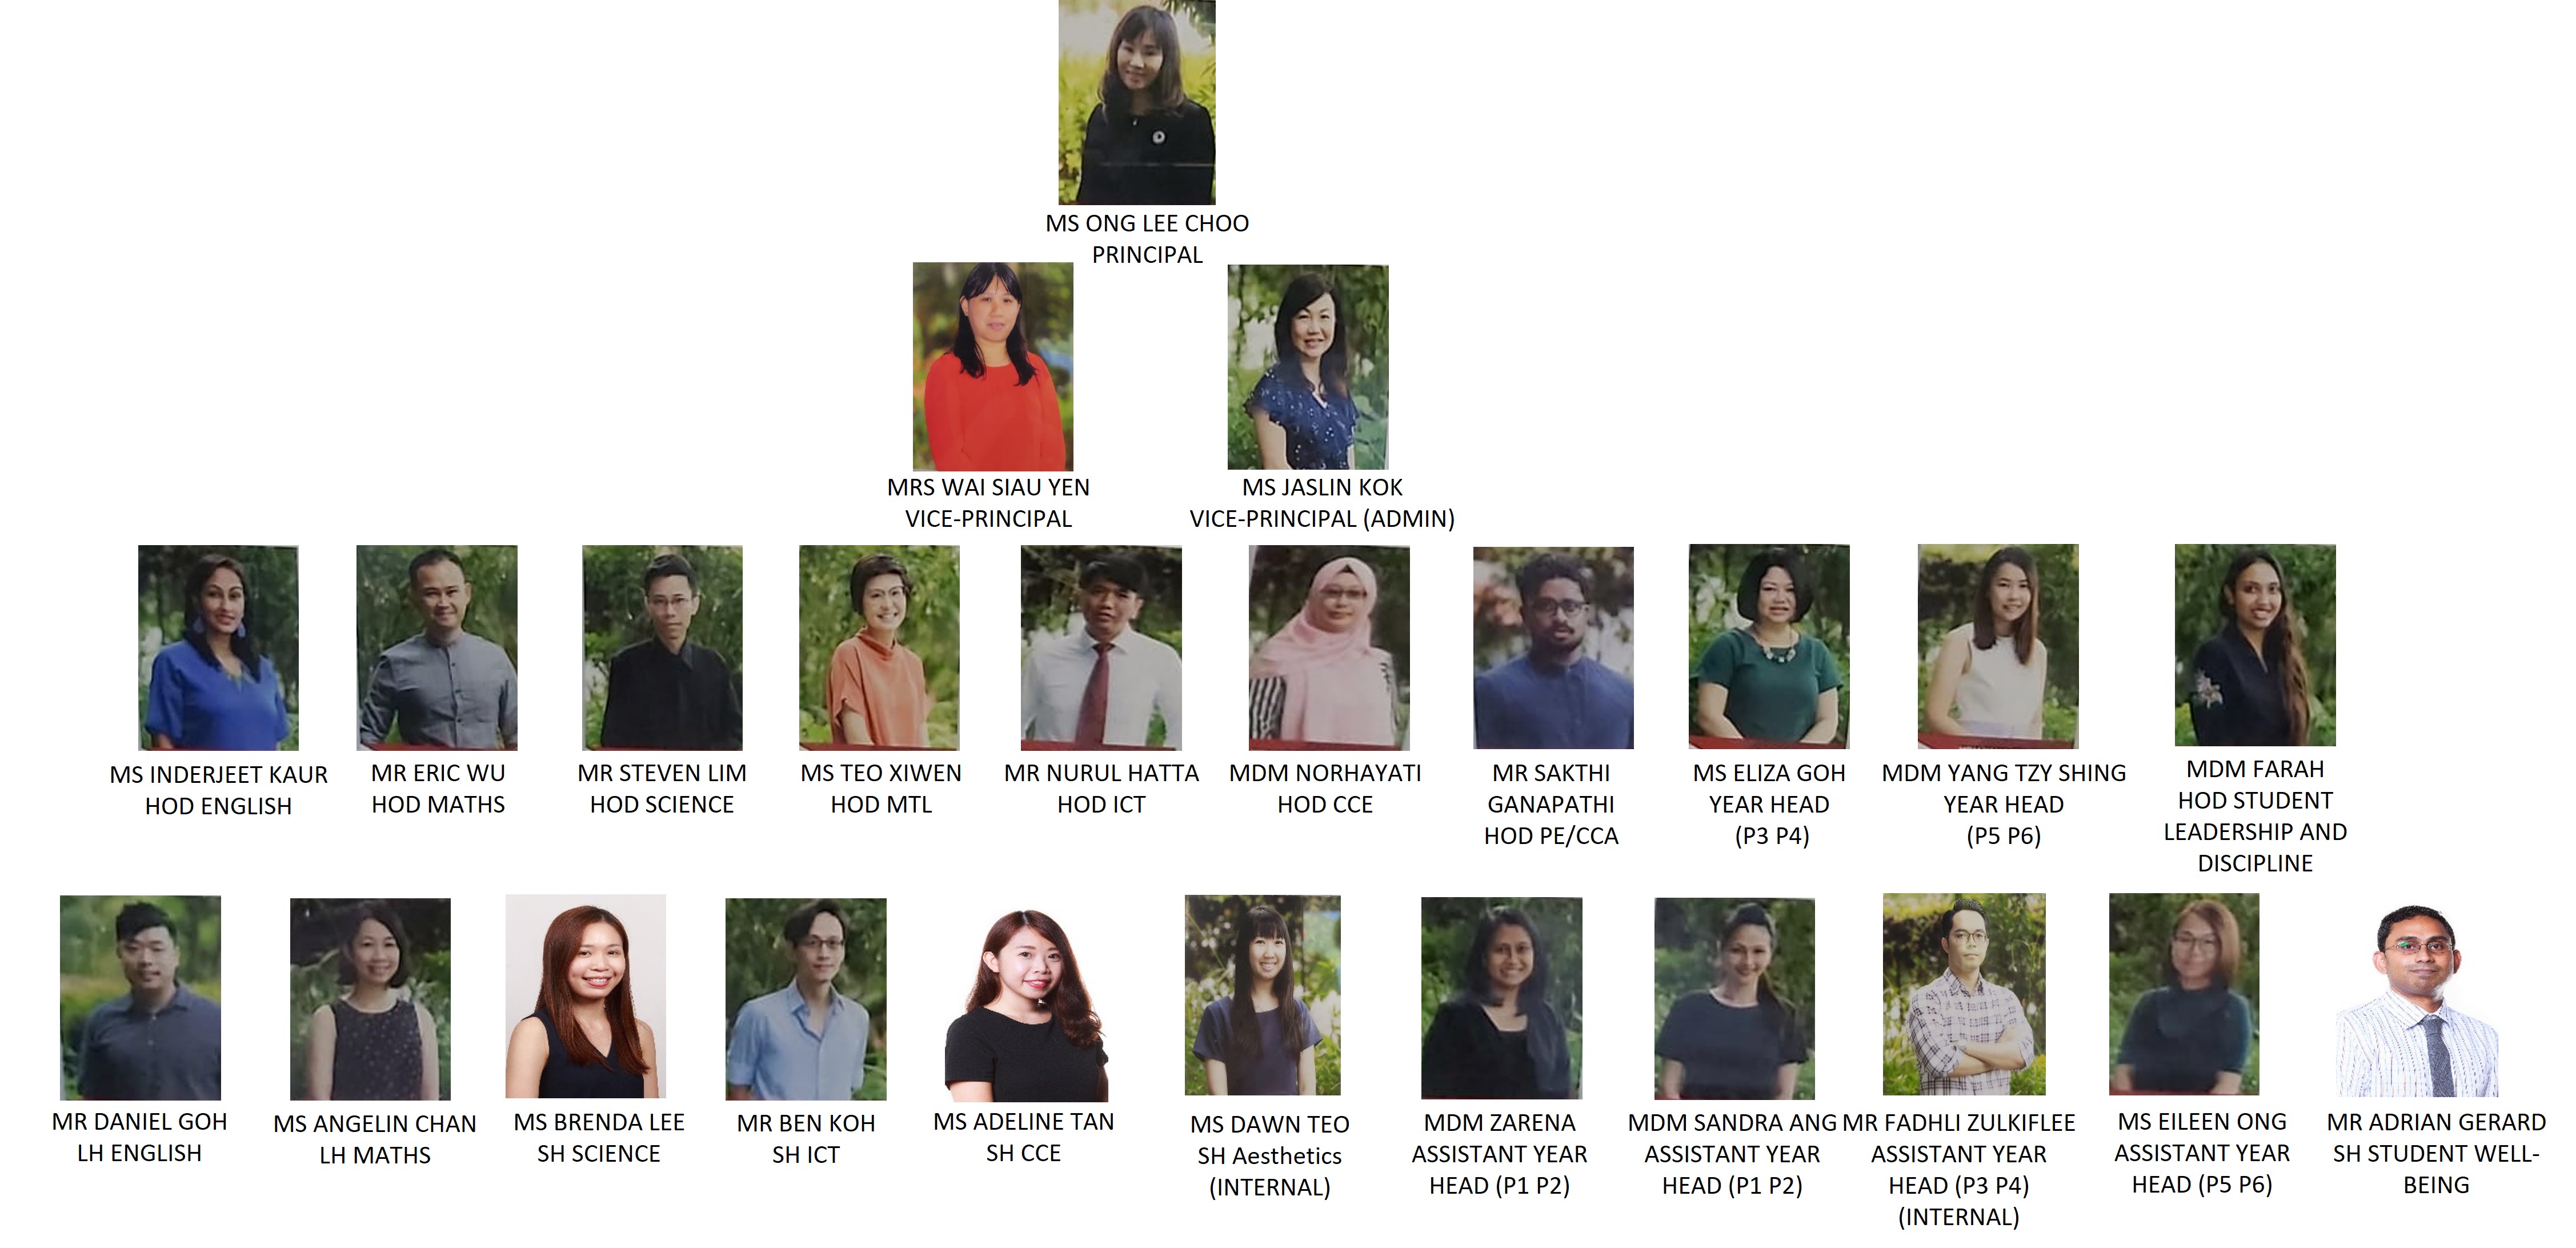 MS ONG LEE CHOO
PRINCIPAL
MRS WAI SIAU YEN
VICE-PRINCIPAL
MS JASLIN KOK
VICE-PRINCIPAL (ADMIN)
MS INDERJEET KAUR
HOD ENGLISH
MR ERIC WU
HOD MATHS
MR STEVEN LIM
HOD SCIENCE
MS TEO XIWEN
HOD MTL
MR NURUL HATTA
HOD ICT
MDM NORHAYATI
HOD CCE
MR SAKTHI
GANAPATHI
HOD PE/CCA
MS ELIZA GOH
YEAR HEAD
(P3 P4)
MDM YANG TZY SHING
YEAR HEAD
(P5 P6)
MDM FARAH
HOD STUDENT
LEADERSHIP AND
DISCIPLINE
MR DANIEL GOH
LH ENGLISH
MS ANGELIN CHAN
LH MATHS
MS BRENDA LEE
SH SCIENCE
MR BEN KOH
SH ICT
MS ADELINE TAN
SH CCE
MS DAWN TEO
SH Aesthetics
(INTERNAL)
MDM ZARENA
ASSISTANT YEAR
HEAD (P1 P2)
MDM SANDRA ANG
ASSISTANT YEAR
HEAD (P1 P2)
MR FADHLI ZULKIFLEE
ASSISTANT YEAR
HEAD (P3 P4)
(INTERNAL)
MS EILEEN ONG
ASSISTANT YEAR
HEAD (P5 P6)
MR ADRIAN GERARD
SH STUDENT WELL-
BEING